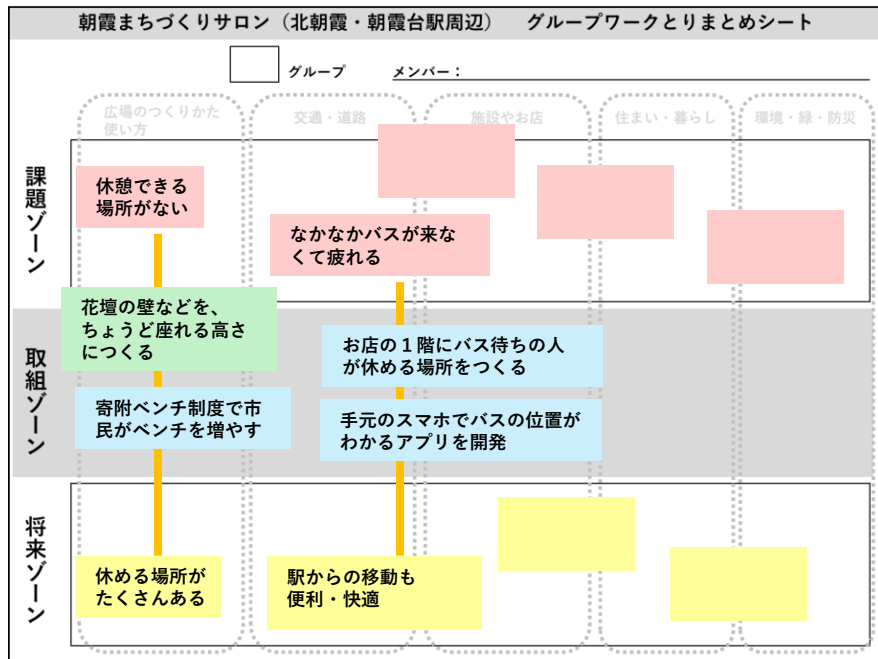 朝霞まちづくりサロン（北朝霞・朝霞台駅周辺）　グループワークとりまとめシート
グループ　メンバー：
広場のつくりかた
使い方
交通・道路
施設やお店
住まい・暮らし
環境・緑・防災
課題ゾーン
休憩できる
場所がない
なかなかバスが来な
くて疲れる
取組ゾーン
花壇の壁などを、
ちょうど座れる高さ
につくる
寄附ベンチ制度で市
民がベンチを増やす
お店の１階にバス待ちの人
が休める場所をつくる
手元のスマホでバスの位置が
わかるアプリを開発
将来ゾーン
休める場所が
たくさんある
駅からの移動も
便利・快適